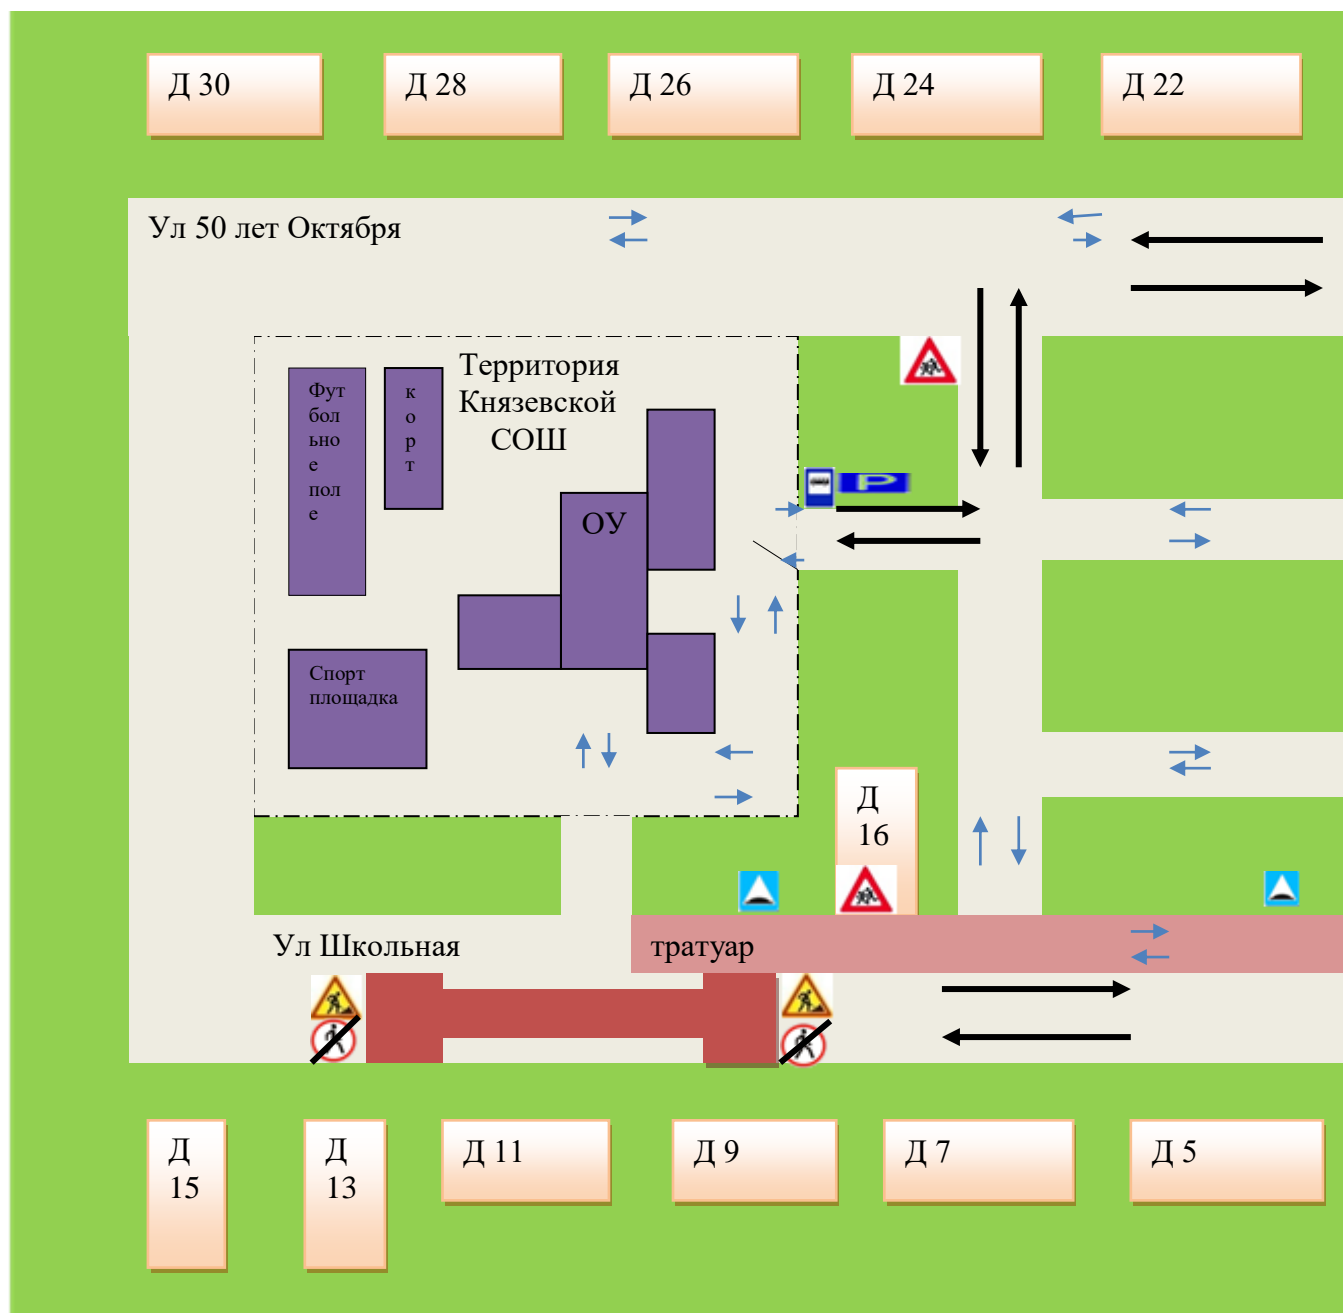 Д 30
Д 28
Д 26
Д 24
Д 22
Ул 50 лет Октября
Территория
Князевской
СОШ
Фут
бол
ьно
е
пол
е
к
о
р
т
ОУ
P
Спорт
площадка
Д
16
Ул Школьная
тратуар
Д
15
Д
13
Д 11
Д 9
Д 7
Д 5